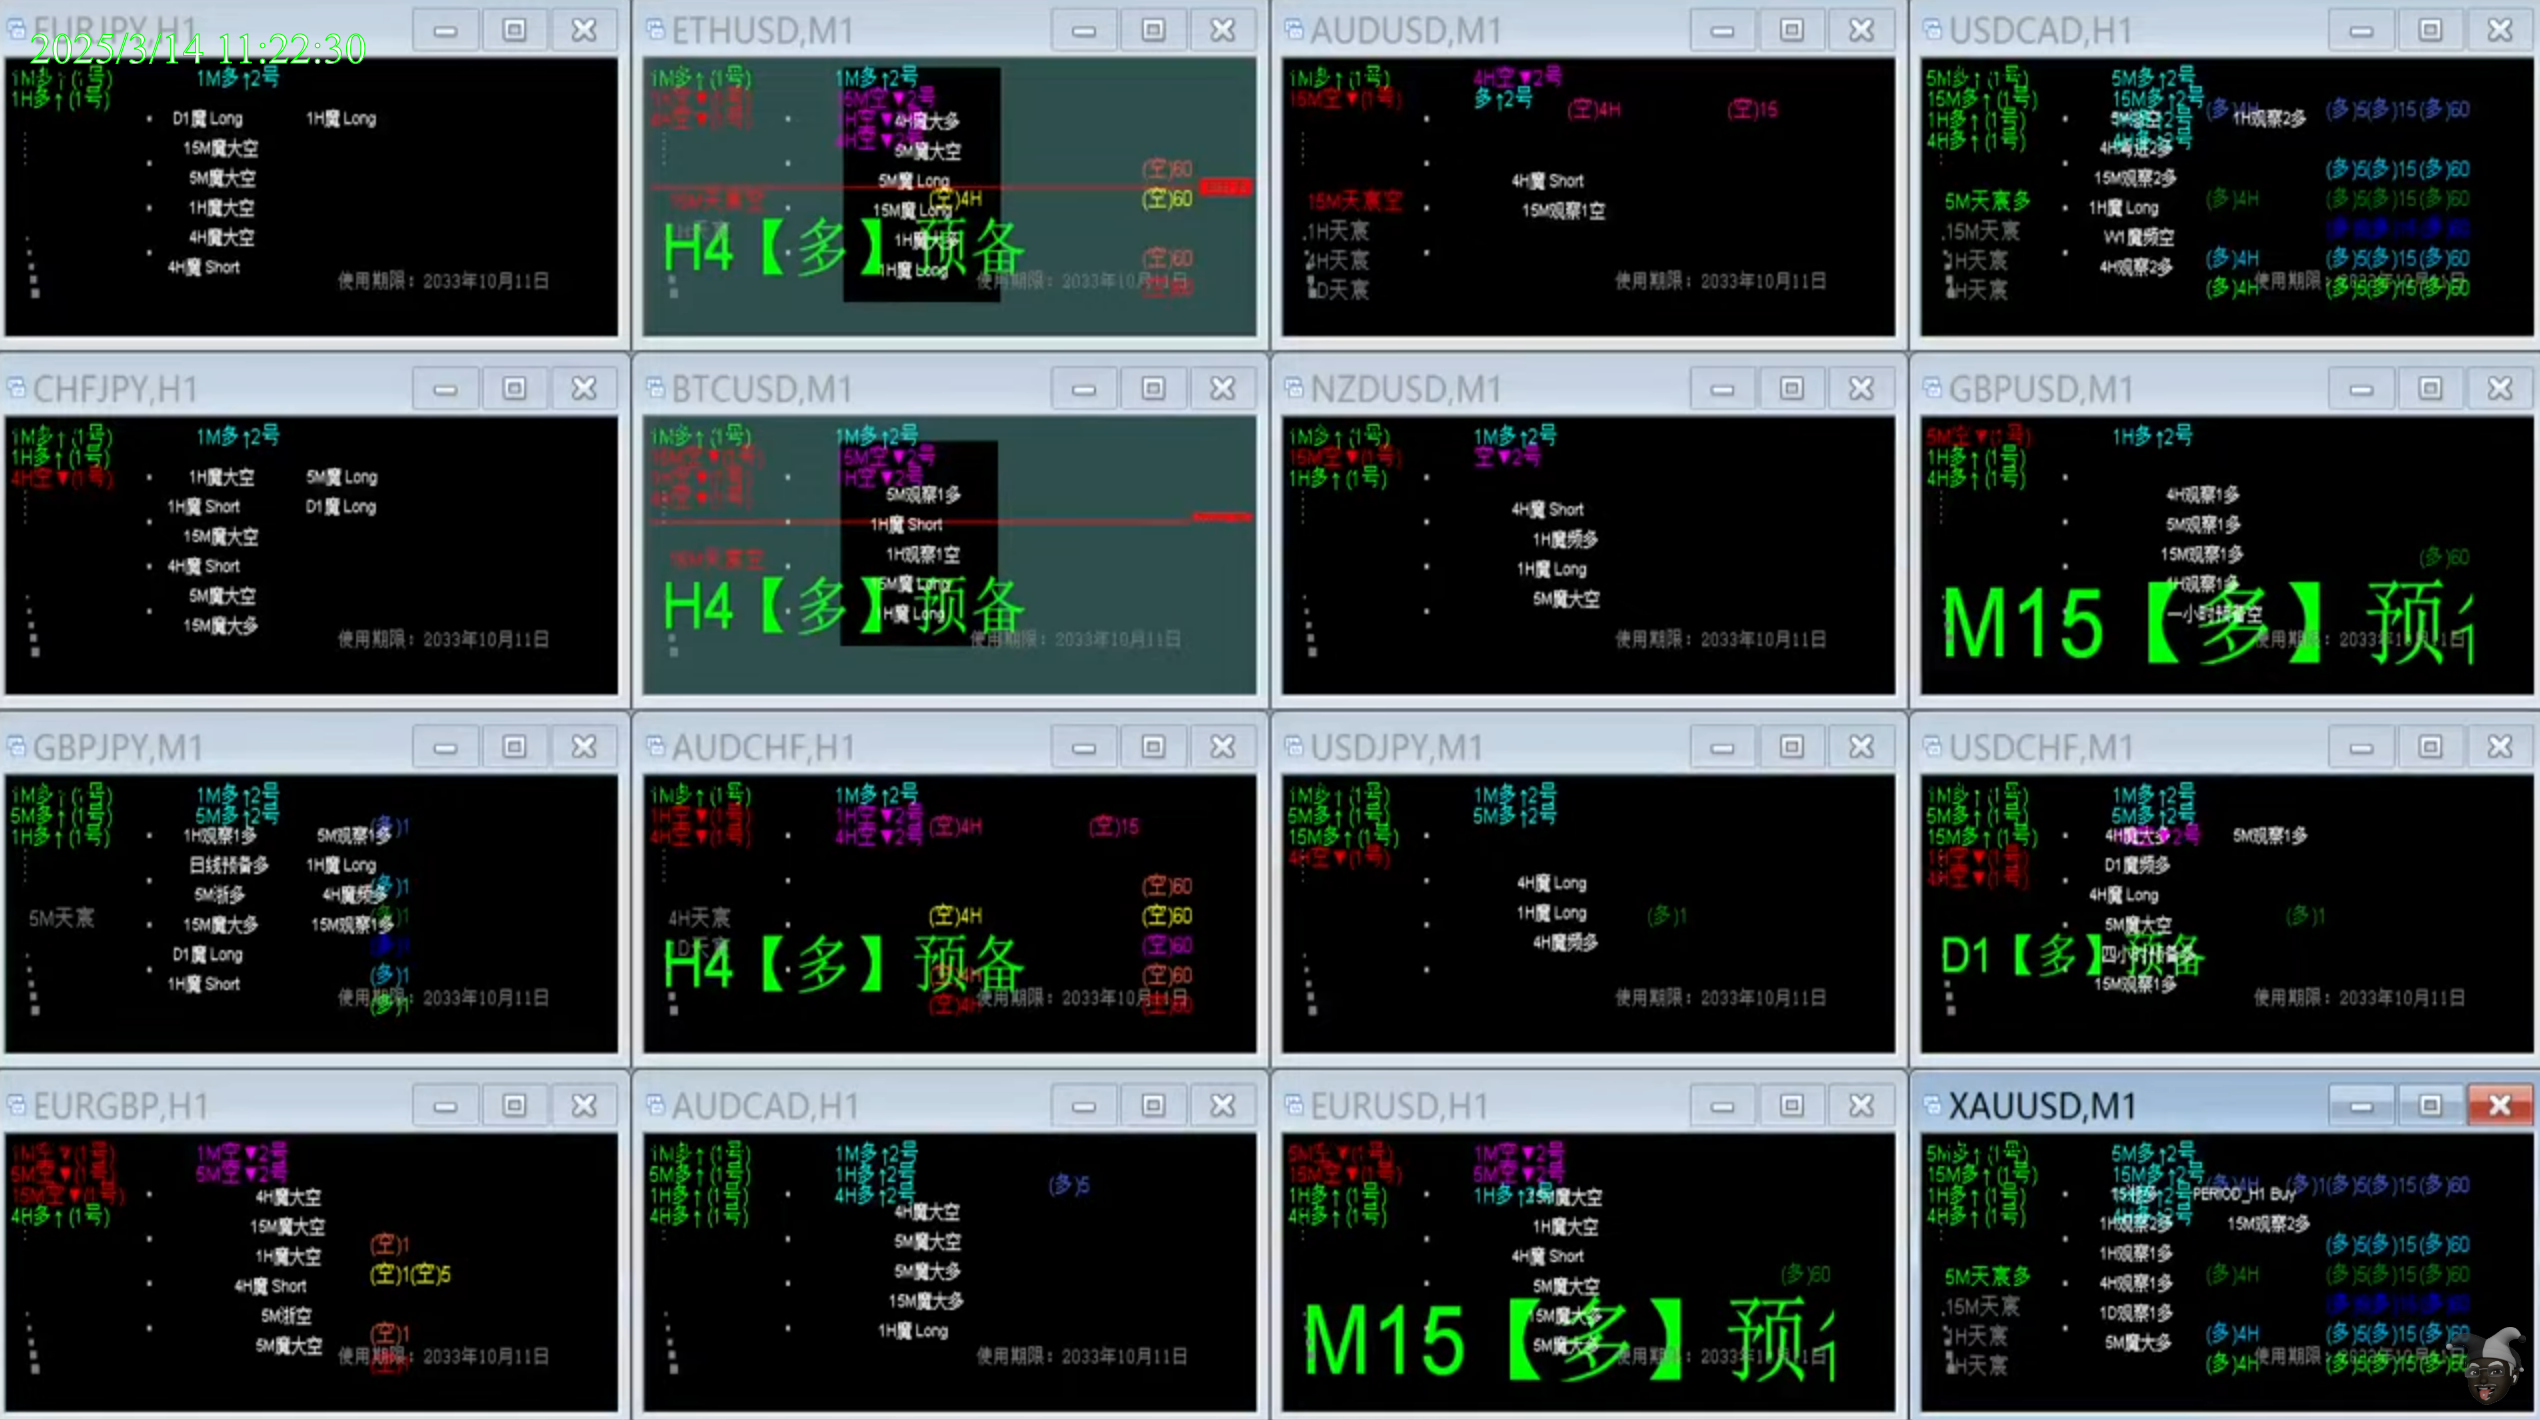 EURJPY,H1
2025/3/14 11:22:30
1M多↑(1号) 1M多↑2号
1H多↑(1号)
D1魔 Long 1H魔 Long
15M魔大空
5M魔大空
1H魔大空
4H魔大空
4H魔 Short
使用期限：2033年10月11日
ETHUSD,M1
1M多↑(1号) 1M多↑2号
1H空▼(1号) 15M空▼2号
4H空▼(1号) 1H空▼2号 4H魔大多
4H空▼2号
5M魔大空
(空)60
5M魔 Long
15M天宸空 (空)4H (空)60
15M魔 Long
1H天宸
H4【多】预备
1H魔大多
(空)60
1H魔 Long
使用期限：2033年10月11日
AUDUSD,M1
1M多↑(1号) 4H空▼2号
15M空▼(1号) 多↑2号
(空)4H (空)15
4H魔 Short
15M天宸空 15M观察1空
1H天宸
4H天宸
D天宸
使用期限：2033年10月11日
USDCAD,H1
5M多↑(1号) 5M多↑2号
15M多↑(1号) 15M多↑2号
1H多↑(1号) (多)4H (多)5(多)15(多)60
1H观察2多
4H多↑(1号)
15M观察2多 (多)5(多)15(多)60
5M天宸多 1H魔 Long (多)4H (多)5(多)15(多)60
15M天宸 W1魔频空
1H天宸 4H观察2多 (多)4H (多)5(多)15(多)60
H天宸 (多)4H (多)5(多)15(多)60
CHFJPY,H1
1M多↑(1号) 1M多↑2号
1H多↑(1号)
4H空▼(1号) 1H魔大空 5M魔 Long
1H魔 Short D1魔 Long
15M魔大空
4H魔 Short
5M魔大空
15M魔大多
使用期限：2033年10月11日
BTCUSD,M1
1M多↑(1号) 1M多↑2号
15M空▼(1号) 15M空▼2号
1H空▼(1号) 1H空▼2号
4H空▼(1号) 5M观察1多
1H魔 Short
15M天宸空 1H观察1空
15M魔 Long
H4【多】预备
1H魔 Long
使用期限：2033年10月11日
NZDUSD,M1
1M多↑(1号) 1M多↑2号
15M空▼(1号) 空▼2号
1H多↑(1号)
4H魔 Short
1H魔频多
1H魔 Long
5M魔大空
使用期限：2033年10月11日
GBPUSD,M1
5M空▼(1号) 1H多↑2号
1H多↑(1号)
4H多↑(1号)
4H观察1多
5M观察1多
15M观察1多 (多)60
4H观察1多
一小时预备空
M15【多】预
GBPJPY,M1
1M多↑(1号) 1M多↑2号
5M多↑(1号) 5M多↑2号 (多)1
1H多↑(1号) 1H观察1多 5M观察1多
日线预备多 1H魔 Long
(多)1
5M浙多 4H魔频多
5M天宸 15M魔大多 15M观察1多 (多)1
D1魔 Long
(多)1
1H魔 Short
(多)1
使用期限：2033年10月11日
AUDCHF,H1
1M多↑(1号) 1M多↑2号
1H空▼(1号) 1H空▼2号 (空)4H (空)15
4H空▼(1号) 4H空▼2号
(空)60
4H天宸 (空)4H (空)60
D天宸 (空)60
H4【多】预备
(空)4H (空)60
(空)4H (空)60
使用期限：2033年10月11日
USDJPY,M1
1M多↑(1号) 1M多↑2号
5M多↑(1号) 5M多↑2号
15M多↑(1号)
4H空▼(1号)
4H魔 Long
1H魔 Long (多)1
4H魔频多
使用期限：2033年10月11日
USDCHF,M1
1M多↑(1号) 1M多↑2号
5M多↑(1号) 5M多↑2号
15M多↑(1号) 4H魔大多 5M观察1多
1H空▼(1号) D1魔频多
4H空▼(1号) 4H魔 Long
5M魔大空 (多)1
四小时预备多
D1【多】预备
15M观察1多
使用期限：2033年10月11日
EURGBP,H1
1M空▼(1号) 1M空▼2号
5M空▼(1号) 5M空▼2号
15M空▼(1号) 4H魔大空
4H多↑(1号) 15M魔大空
1H魔大空 (空)1
4H魔 Short (空)1(空)5
5M浙空
(空)1
5M魔大空
使用期限：2033年10月11日
AUDCAD,H1
1M多↑(1号) 1M多↑2号
5M多↑(1号) 1H多↑2号
1H多↑(1号) 4H多↑2号 (多)5
4H多↑(1号) 4H魔大空
5M魔大空
5M魔大多
15M魔大多
1H魔 Long
使用期限：2033年10月11日
EURUSD,H1
5M空▼(1号) 1M空▼2号
15M空▼(1号) 5M空▼2号
1H多↑(1号) 15M魔大空
4H多↑(1号) 1H魔大空
4H魔 Short
5M魔大空 (多)60
15M魔大多
5M魔大多
M15【多】预
XAUUSD,M1
5M多↑(1号) 5M多↑2号
15M多↑(1号) 15M多↑2号 (多)4H (多)1(多)5(多)15(多)60
1H多↑(1号) PERIOD_H1 Buy
4H多↑(1号) 1H观察2多 15M观察2多
1H观察1多 (多)5(多)15(多)60
5M天宸多 4H观察1多 (多)4H (多)5(多)15(多)60
15M天宸 1D观察1多
1H天宸 5M魔大多 (多)4H (多)5(多)15(多)60
H天宸 (多)4H